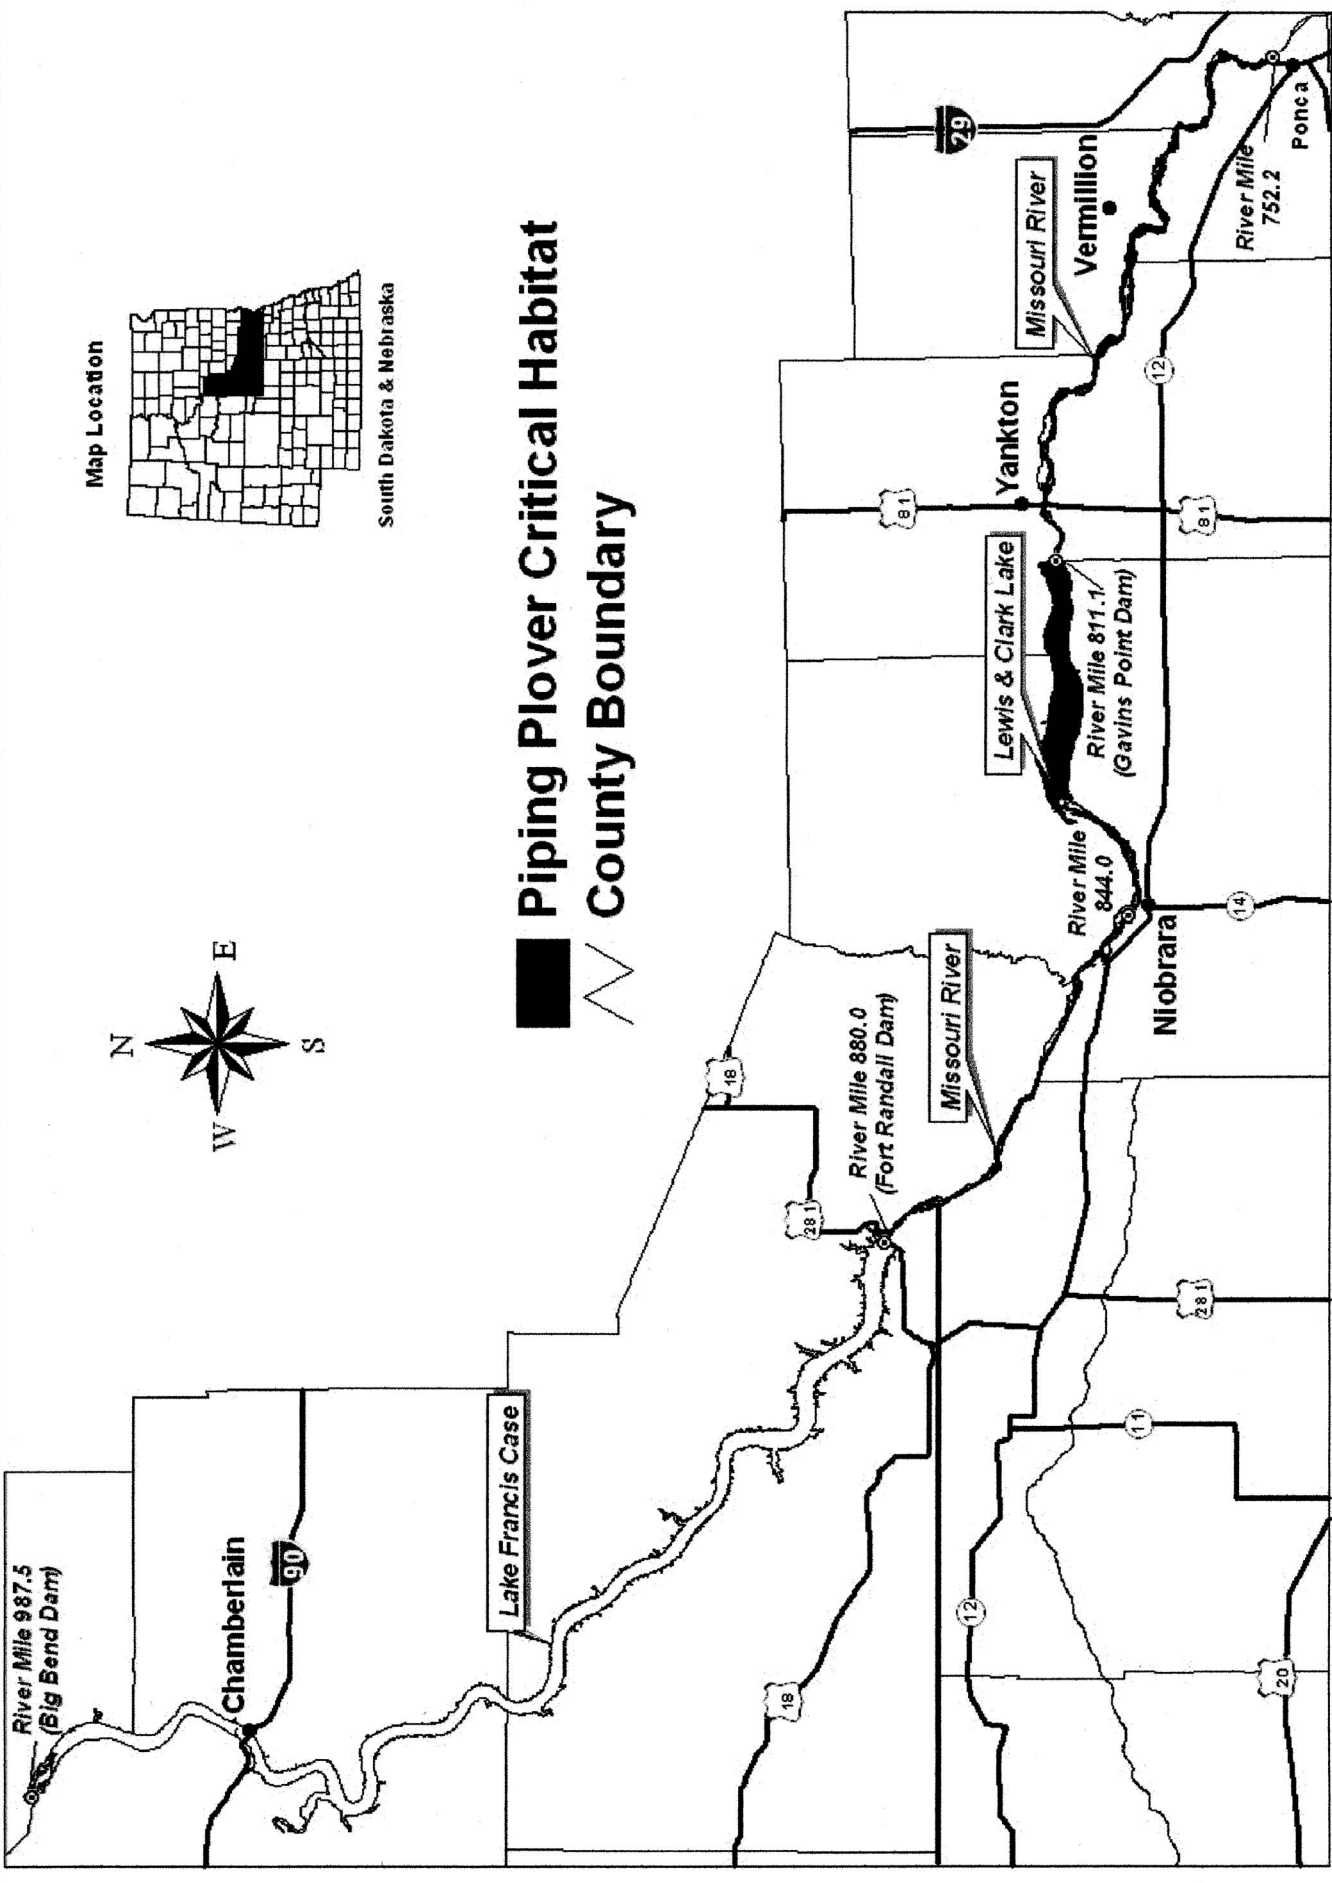 Map Location
South Dakota & Nebraska
N
W
E
S
Piping Plover Critical Habitat
County Boundary
River Mile 987.5
(Big Bend Dam)
Chamberlain
90
Lake Francis Case
18
281
18
River Mile 880.0
(Fort Randall Dam)
Missouri River
River Mile
844.0
Niobrara
Lewis & Clark Lake
River Mile 811.1
(Gavins Point Dam)
Yankton
81
81
Missouri River
Vermillion
29
River Mile
752.2
Ponca
12
14
281
11
12
20